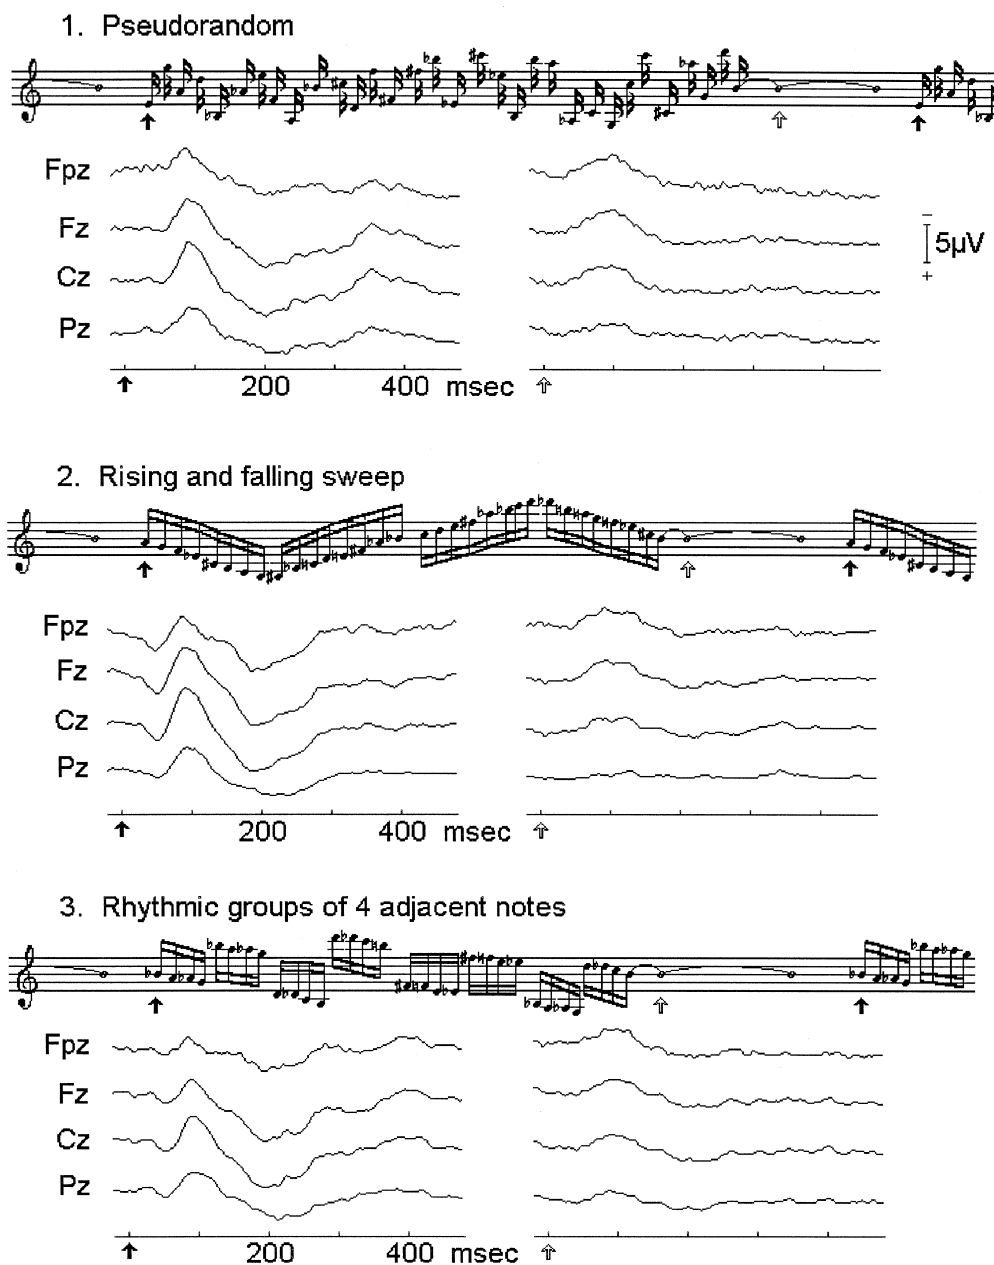 1. Pseudorandom
Fpz
Fz
Cz
Pz
−
5µV
+
200 400 msec
2. Rising and falling sweep
Fpz
Fz
Cz
Pz
200 400 msec
3. Rhythmic groups of 4 adjacent notes
Fpz
Fz
Cz
Pz
200 400 msec